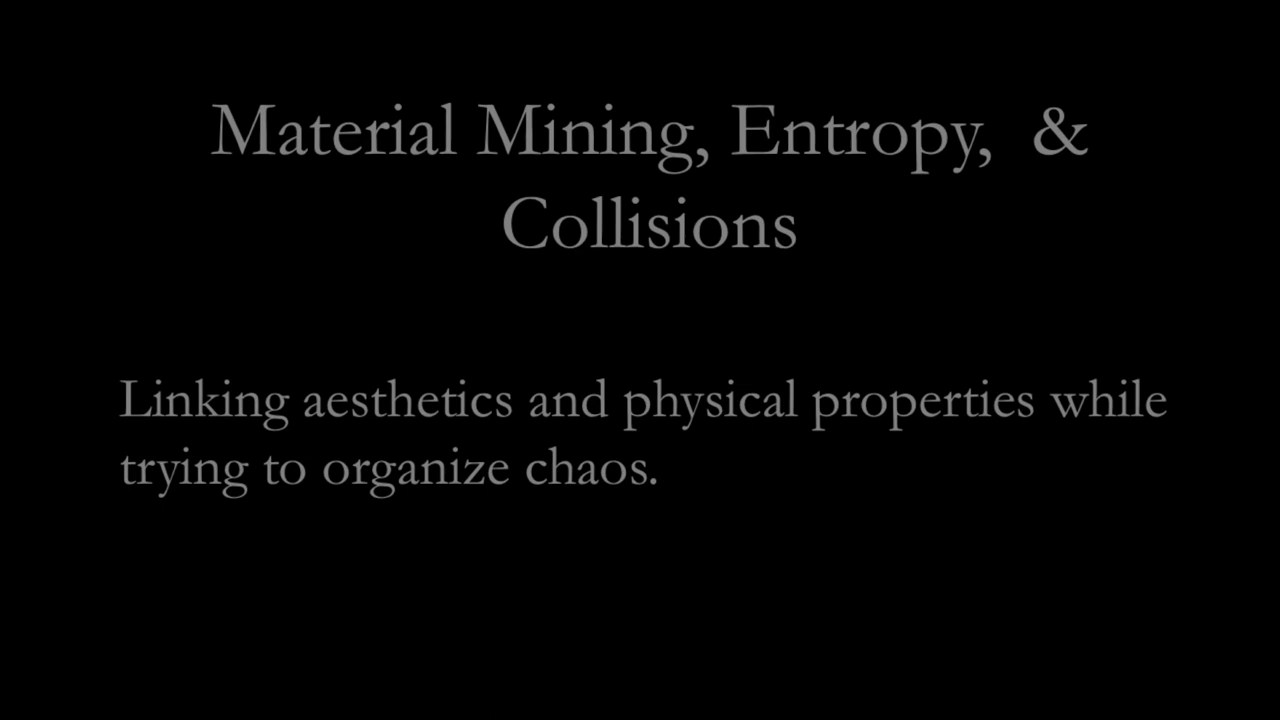 Material Mining, Entropy,  &
Collisions
Linking aesthetics and physical properties while
trying to organize chaos.